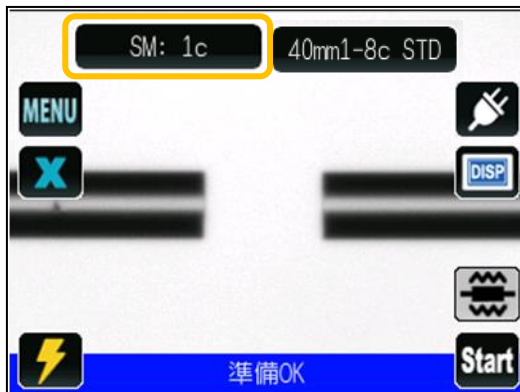 SM: 1c
40mm1-8c STD
MENU
X
DISP
準備OK
Start